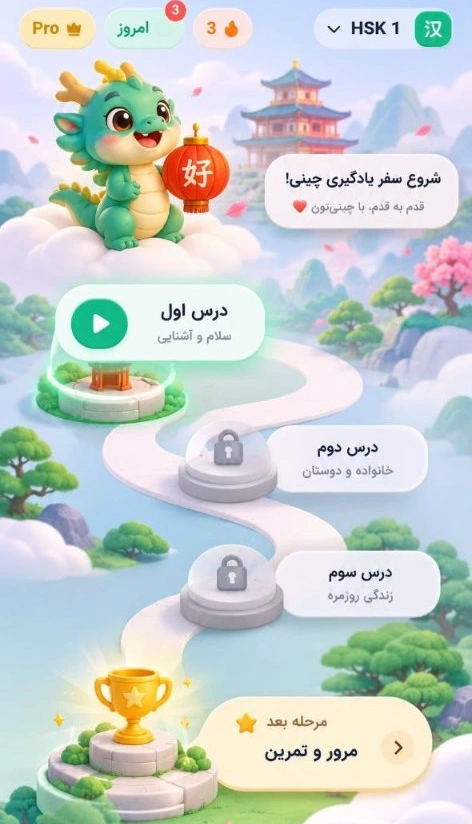 Pro
امروز
3
3
HSK 1
汉
好
شروع سفر یادگیری چینی!
قدم به قدم، با چینی‌تون ❤️
درس اول
سلام و آشنایی
درس دوم
خانواده و دوستان
درس سوم
زندگی روزمره
مرحله بعد
مرور و تمرین